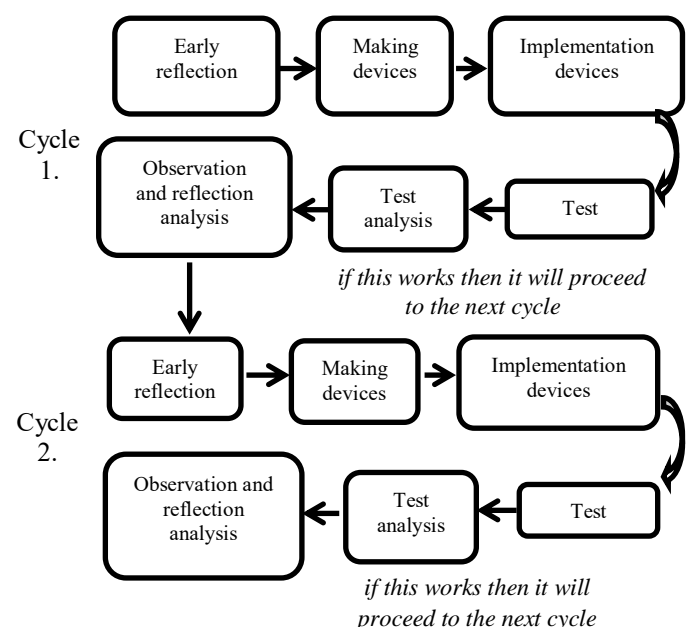 Early
reflection
Making
devices
Implementation
devices
Cycle
1.
Observation
and reflection
analysis
Test
analysis
Test
if this works then it will proceed
to the next cycle
Early
reflection
Making
devices
Implementation
devices
Cycle
2.
Observation and
reflection
analysis
Test
analysis
Test
if this works then it will
proceed to the next cycle